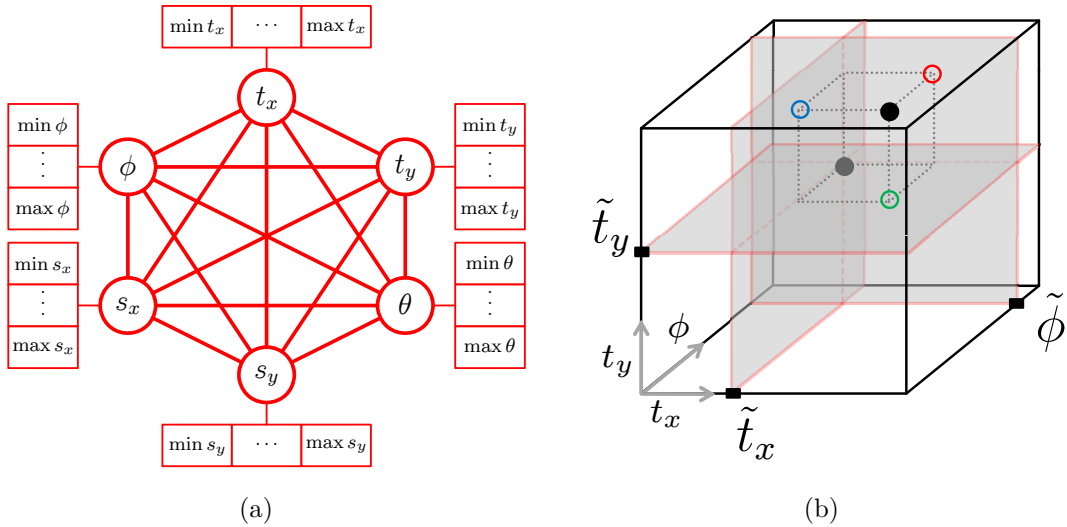 min t_x ⋯ max t_x
t_x
min ϕ
⋮
max ϕ
ϕ
t_y
min t_y
⋮
max t_y
min s_x
⋮
max s_x
s_x
θ
min θ
⋮
max θ
s_y
min s_y ⋯ max s_y
(a)
t̃_y
ϕ
t_y
t_x
t̃_x
ϕ̃
(b)